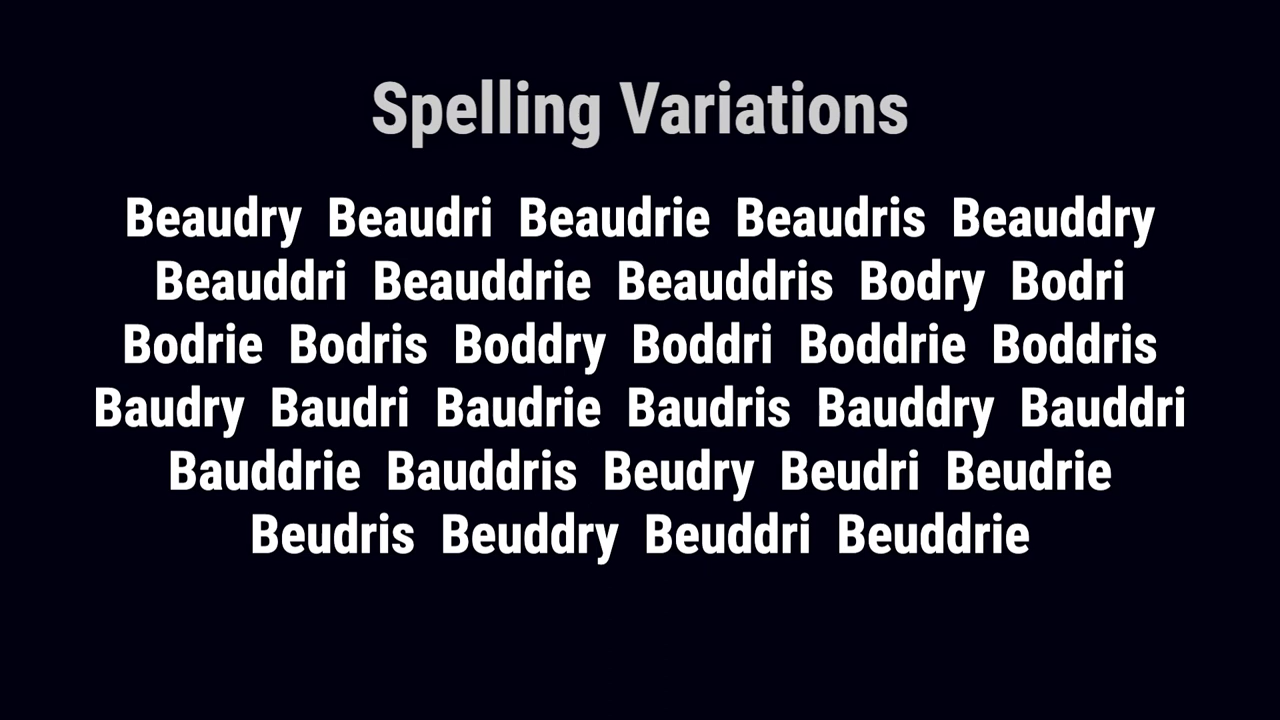 Spelling Variations
Beaudry Beaudri Beaudrie Beaudris Beauddry
Beauddri Beauddrie Beauddris Bodry Bodri
Bodrie Bodris Boddry Boddri Boddrie Boddris
Baudry Baudri Baudrie Baudris Bauddry Bauddri
Bauddrie Bauddris Beudry Beudri Beudrie
Beudris Beuddry Beuddri Beuddrie